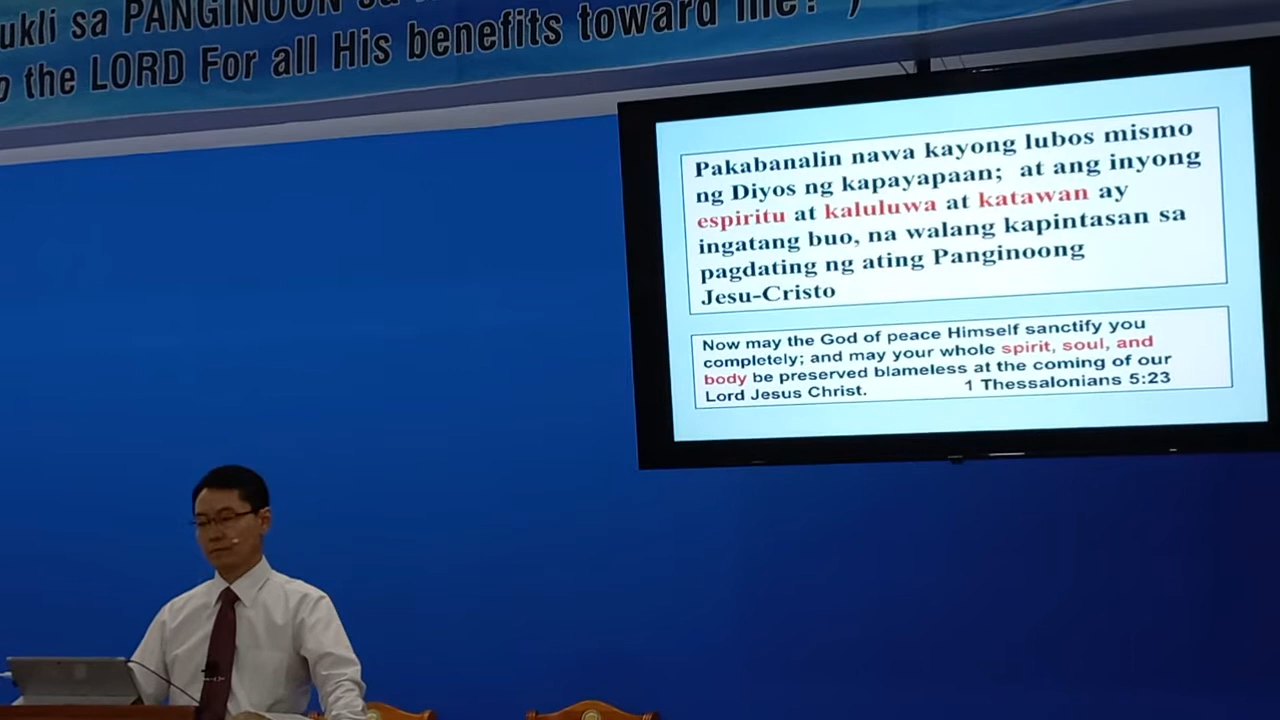 ukli sa PANGINOON sa
the LORD For all His benefits toward me?")
Pakabanalin nawa kayong lubos mismo
ng Diyos ng kapayapaan; at ang inyong
espiritu at kaluluwa at katawan ay
ingatang buo, na walang kapintasan sa
pagdating ng ating Panginoong
Jesu-Cristo
Now may the God of peace Himself sanctify you
completely; and may your whole spirit, soul, and
body be preserved blameless at the coming of our
Lord Jesus Christ. 1 Thessalonians 5:23